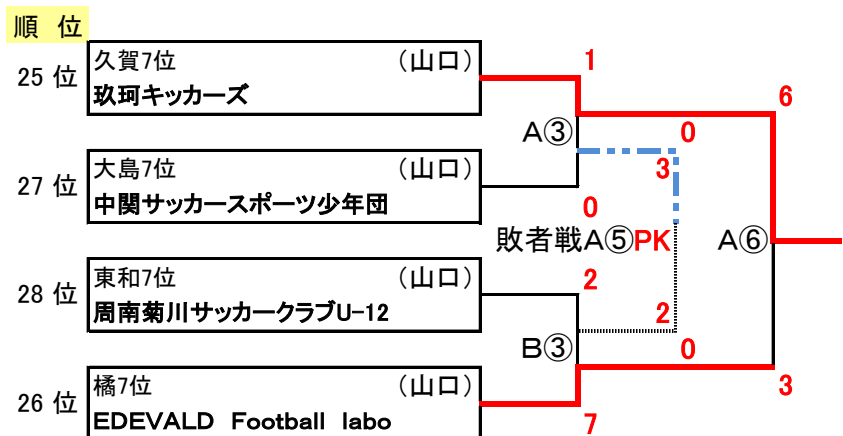 順 位
25 位
久賀7位 （山口）
玖珂キッカーズ
1
6
A③
0
3
27 位
大島7位 （山口）
中関サッカースポーツ少年団
0
敗者戦A⑤PK
A⑥
28 位
東和7位 （山口）
周南菊川サッカークラブU-12
2
2
B③
0
26 位
橘7位 （山口）
EDEVALD Football labo
7
3